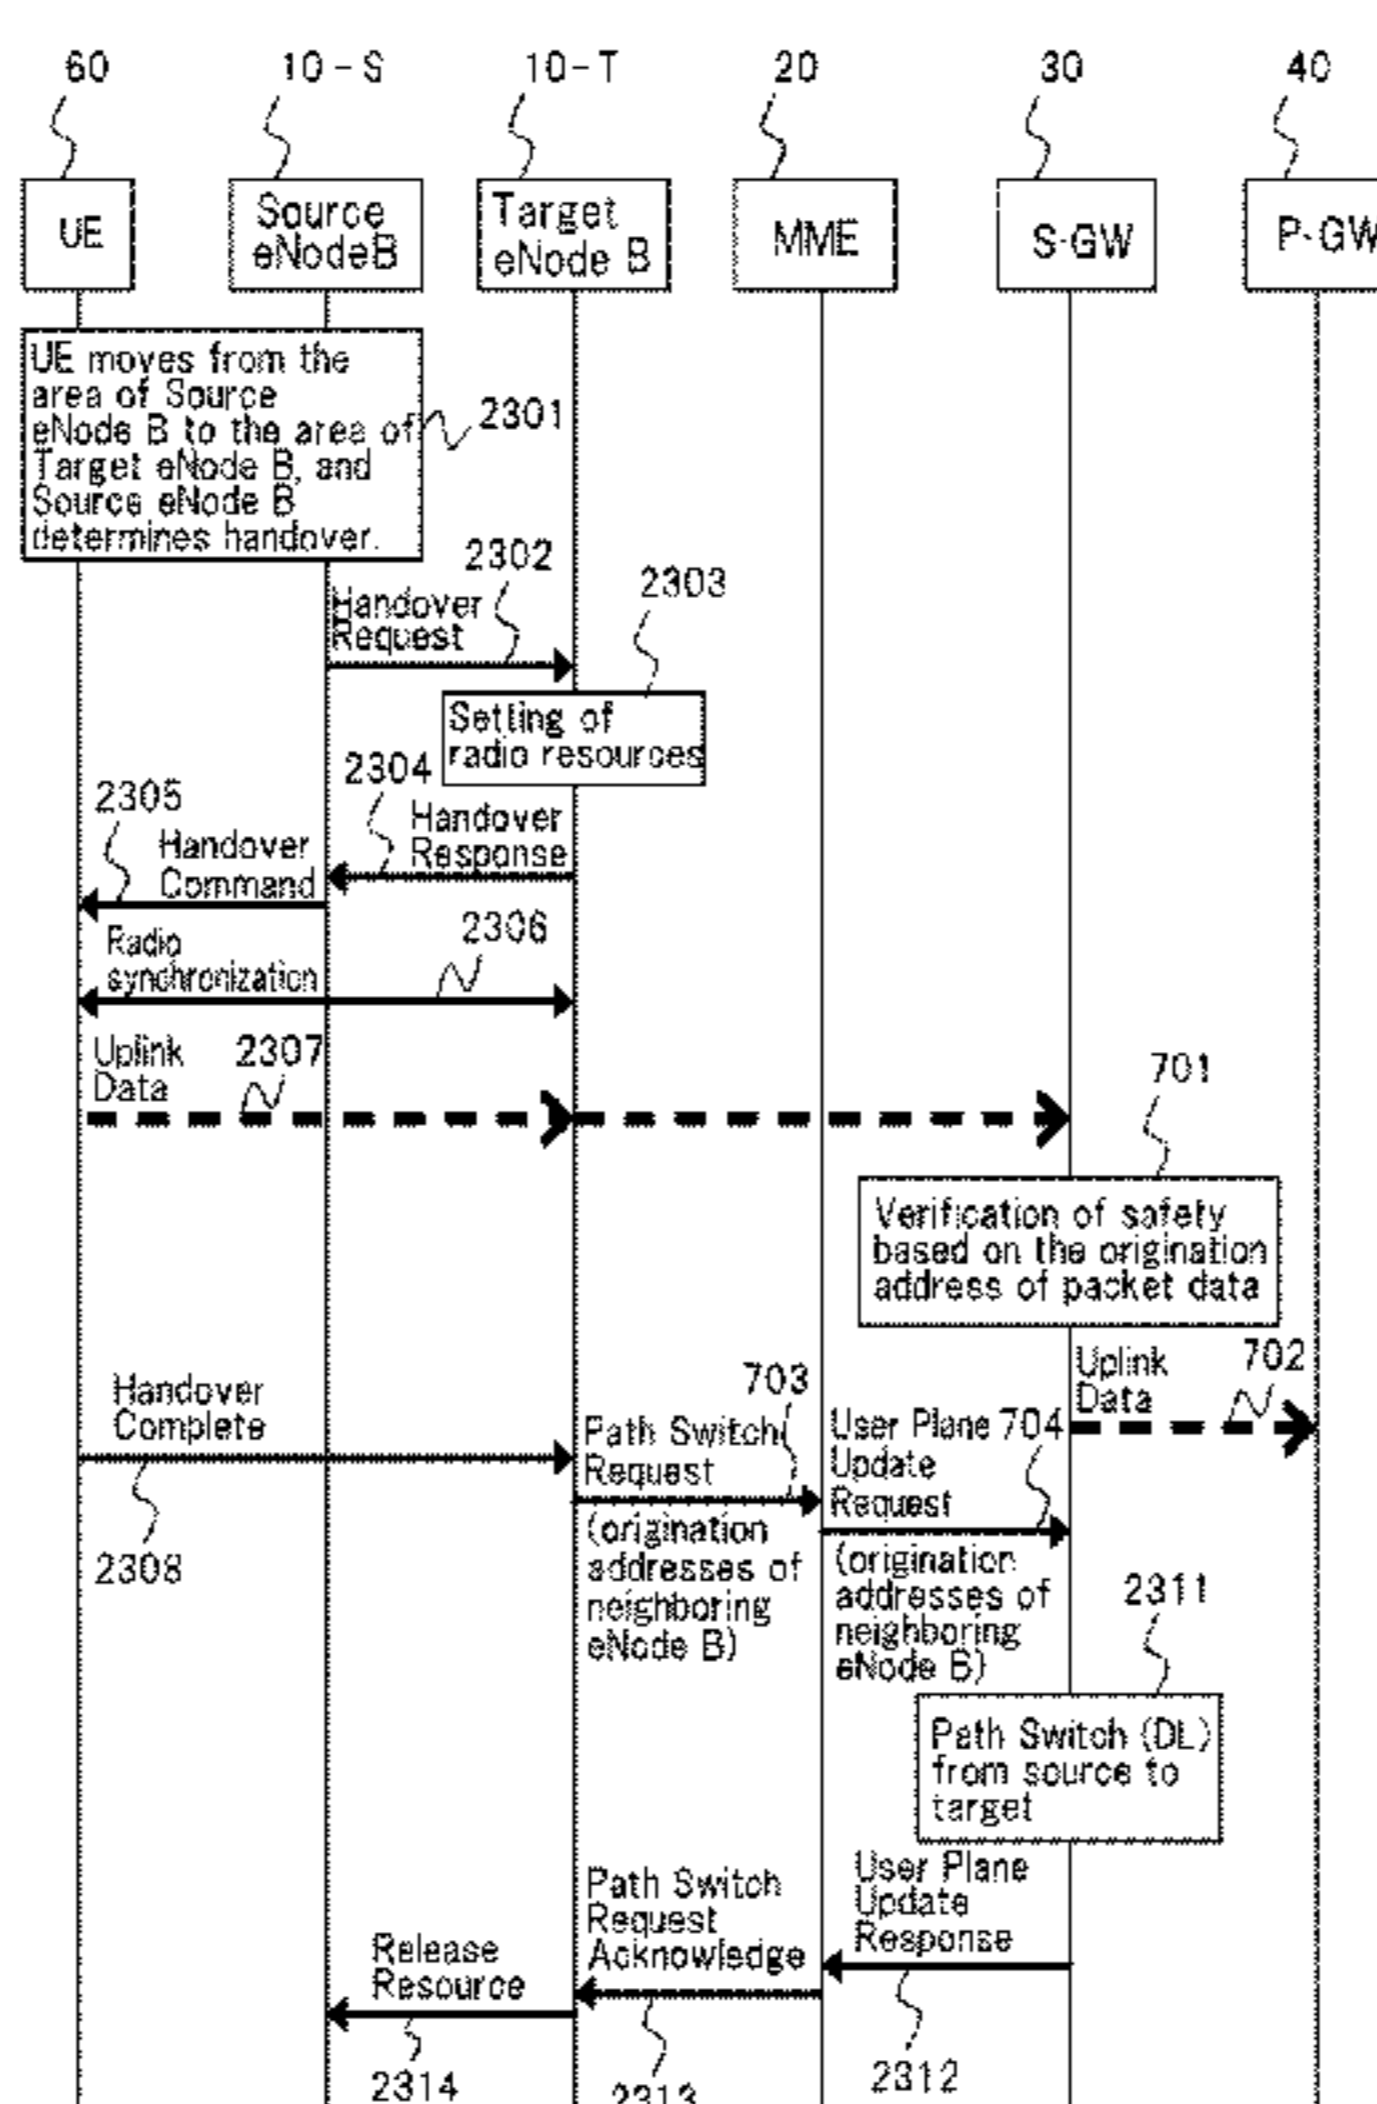 60
10-S
10-T
20
30
40
UE
Source
eNodeB
Target
eNode B
MME
S-GW
P-GW
UE moves from the
area of Source
eNode B to the area of
Target eNode B, and
Source eNode B
determines handover.
2301
2302
Handover
Request
2303
Setting of
radio resources
2304
Handover
Response
2305
Handover
Command
2306
Radio
synchronization
Uplink
Data
2307
701
Verification of safety
based on the origination
address of packet data
Uplink
Data
702
Handover
Complete
2308
703
Path Switch
Request
(origination
addresses of
neighboring
eNode B)
User Plane
Update
Request
704
(origination
addresses of
neighboring
eNode B)
2311
Path Switch (DL)
from source to
target
User Plane
Update
Response
2312
Path Switch
Request
Acknowledge
2313
Release
Resource
2314